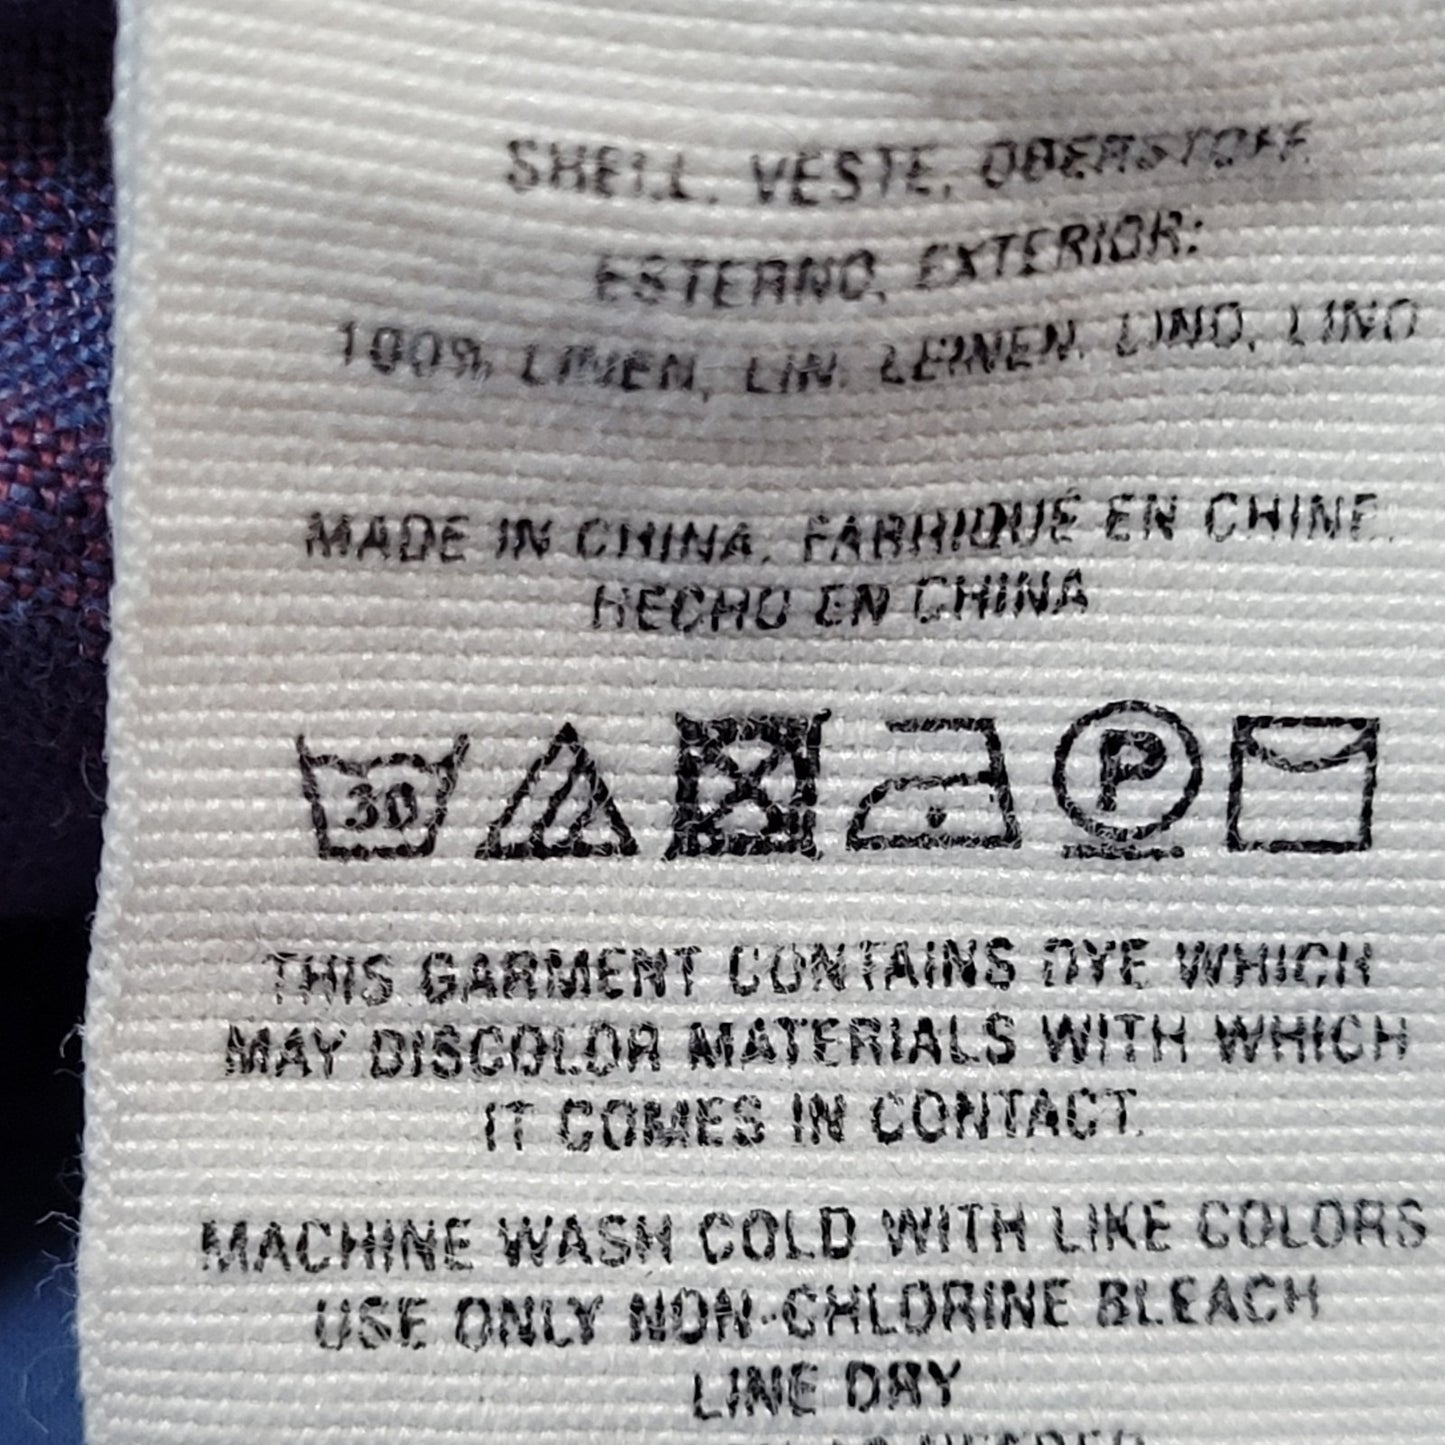 SHELL, VESTE, OBERSTOFF
ESTERNO, EXTERIOR:
100% LINEN, LIN, LEINEN, LINO, LINO
MADE IN CHINA, FABRIQUÉ EN CHINE,
HECHO EN CHINA
30 P
THIS GARMENT CONTAINS DYE WHICH
MAY DISCOLOR MATERIALS WITH WHICH
IT COMES IN CONTACT.
MACHINE WASH COLD WITH LIKE COLORS
USE ONLY NON-CHLORINE BLEACH
LINE DRY